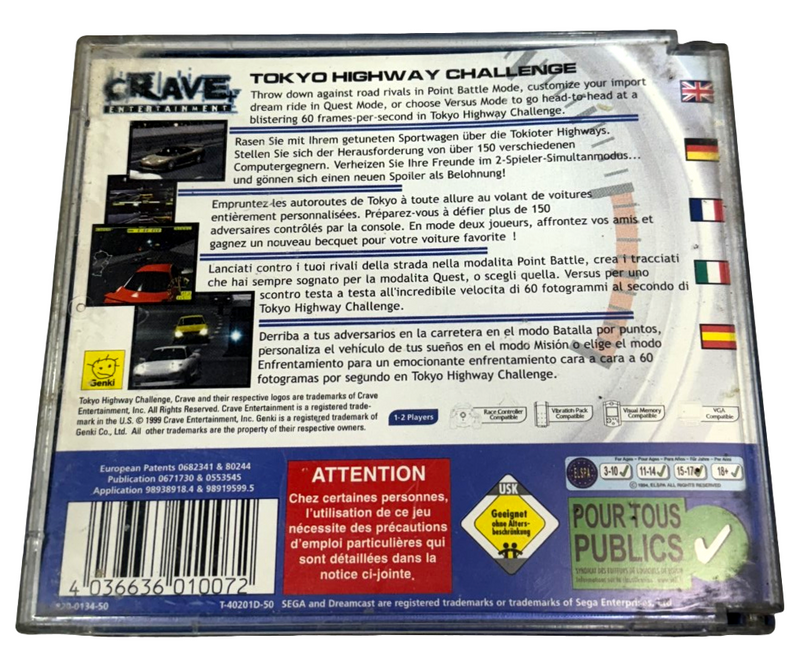 CRAVE
ENTERTAINMENT
TOKYO HIGHWAY CHALLENGE
Throw down against road rivals in Point Battle Mode, customize your import
dream ride in Quest Mode, or choose Versus Mode to go head-to-head at a
blistering 60 frames-per-second in Tokyo Highway Challenge.
Rasen Sie mit Ihrem getuneten Sportwagen über die Tokioter Highways.
Stellen Sie sich der Herausforderung von über 150 verschiedenen
Computergegnern. Verheizen Sie Ihre Freunde im 2-Spieler-Simultanmodus...
und gönnen sich einen neuen Spoiler als Belohnung!
Empruntez-les autoroutes de Tokyo à toute allure au volant de voitures
entièrement personnalisées. Préparez-vous à défier plus de 150
adversaires contrôlés par la console. En mode deux joueurs, affrontez vos amis et
gagnez un nouveau becquet pour votre voiture favorite !
Lanciati contro i tuoi rivali della strada nella modalita Point Battle, crea i tracciati
che hai sempre sognato per la modalita Quest, o scegli quella. Versus per uno
scontro testa a testa all'incredibile velocita di 60 fotogrammi al secondo di
Tokyo Highway Challenge.
Derriba a tus adversarios en la carretera en el modo Batalla por puntos,
personaliza el vehículo de tus sueños en el modo Misión o elige el modo
Enfrentamiento para un emocionante enfrentamiento cara a cara a 60
fotogramas por segundo en Tokyo Highway Challenge.
Genki
Tokyo Highway Challenge, Crave and their respective logos are trademarks of Crave
Entertainment, Inc. All Rights Reserved. Crave Entertainment is a registered trade-
mark in the U.S. © 1999 Crave Entertainment, Inc. Genki is a registered trademark of
Genki Co., Ltd. All other trademarks are the property of their respective owners.
1-2 Players
Race Controller
Compatible
Vibration Pack
Compatible
Visual Memory
Compatible
VGA
Compatible
European Patents 0682341 & 80244
Publication 0671730 & 0553545
Application 98938918.4 & 98919599.5
4 036636 010072
ATTENTION
Chez certaines personnes,
l'utilisation de ce jeu
nécessite des précautions
d'emploi particulières qui
sont détaillées dans la
notice ci-jointe.
USK
Geeignet
ohne Alters-
beschränkung
3-10 11-14 15-17 18+
© 1994, ELSPA ALL RIGHTS RESERVED
POUR TOUS
PUBLICS
-0134-50
T-40201D-50 SEGA and Dreamcast are registered trademarks or trademarks of Sega Enterprises, Ltd